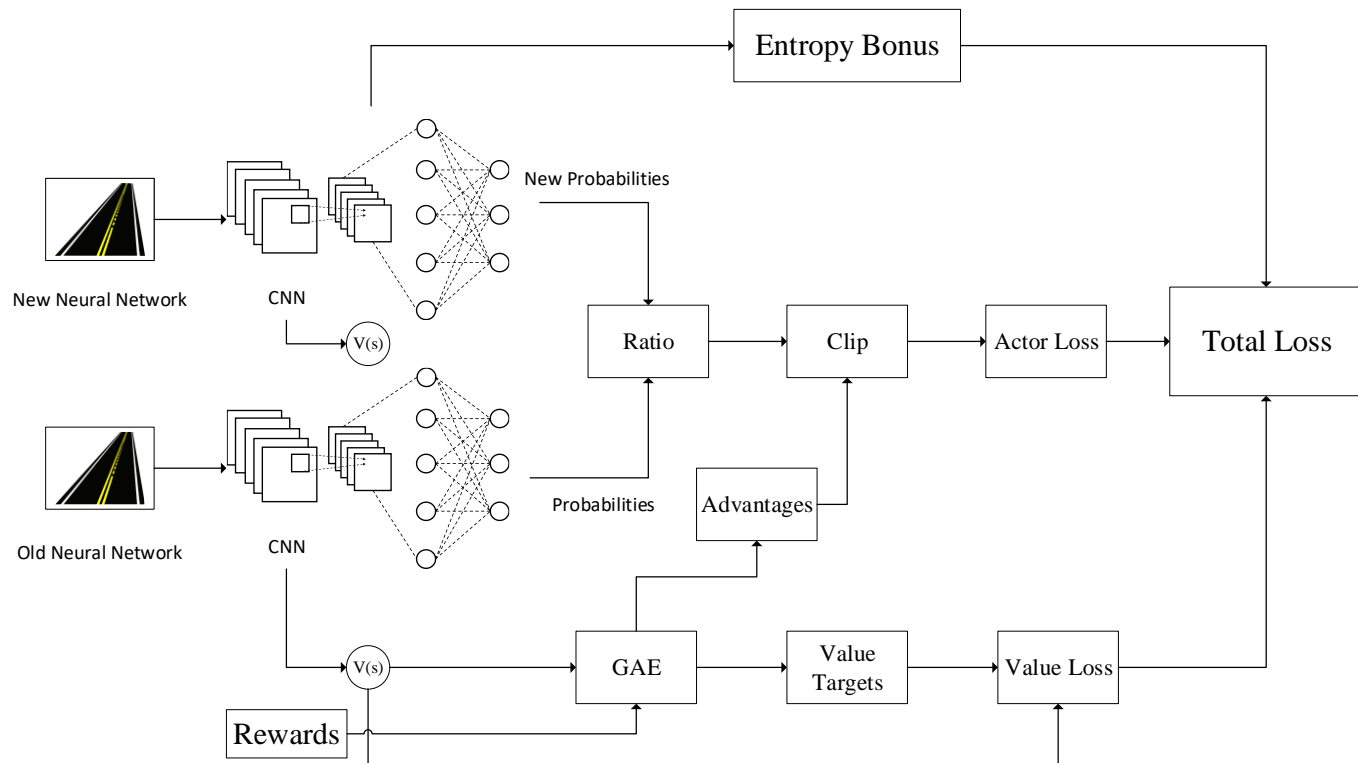 Entropy Bonus
New Probabilities
New Neural Network
CNN
V(s)
Ratio
Clip
Actor Loss
Total Loss
Probabilities
Advantages
Old Neural Network
CNN
V(s)
GAE
Value
Targets
Value Loss
Rewards